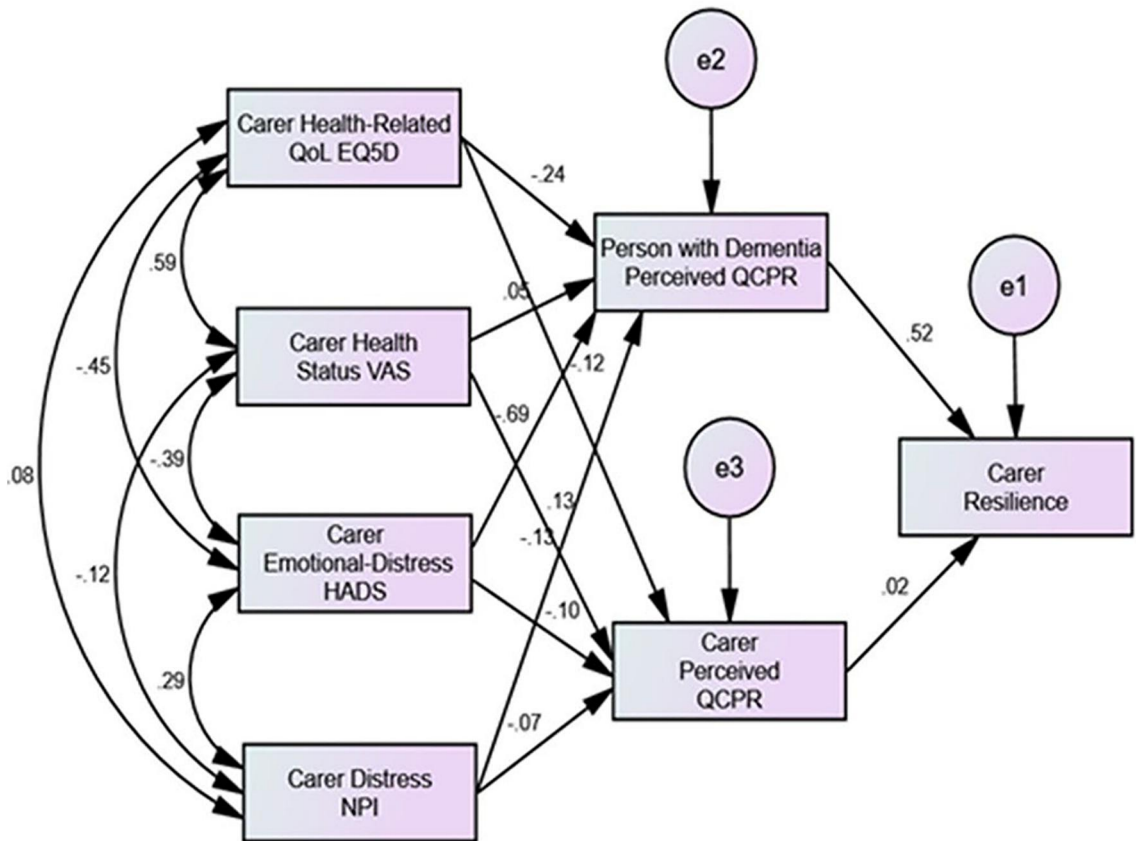 e2
Carer Health-Related
QoL EQ5D
-.24
Person with Dementia
Perceived QCPR
e1
.59
.05
Carer Health
Status VAS
.52
-.45
-.12
-.69
Carer
Resilience
e3
.08
-.39
.13
-.13
Carer
Emotional-Distress
HADS
-.12
-.10
.02
Carer
Perceived
QCPR
.29
-.07
Carer Distress
NPI